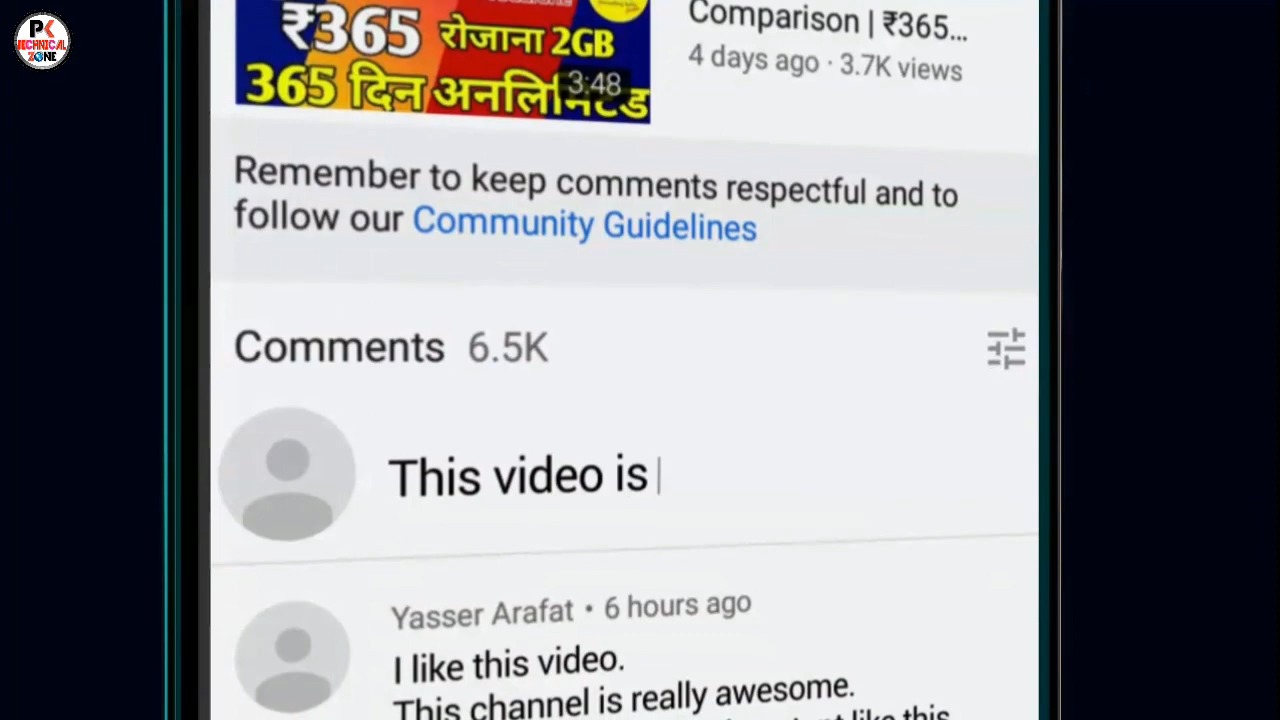 PK
TECHNICAL
ZONE
₹365 रोजाना 2GB
365 दिन अनलिमिटेड
3:48
Comparison | ₹365...
4 days ago · 3.7K views
Remember to keep comments respectful and to
follow our Community Guidelines
Comments 6.5K
This video is
Yasser Arafat • 6 hours ago
I like this video.
This channel is really awesome.
like this